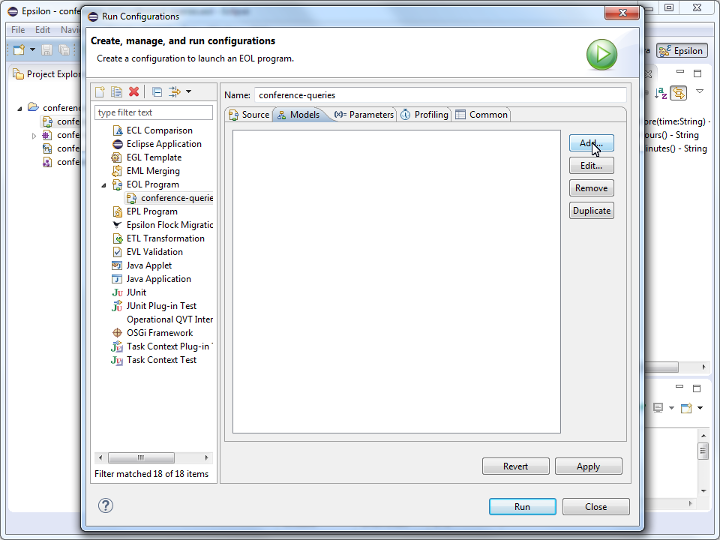 Epsilon - confe
File Edit Navi
Epsilon
Project Explor
conferenc
confe
confe
confe
confe
ore(time:String) -
ours() - String
inutes() - String
Run Configurations
Create, manage, and run configurations
Create a configuration to launch an EOL program.
type filter text
ECL Comparison
Eclipse Application
EGL Template
EML Merging
EOL Program
conference-querie
EPL Program
Epsilon Flock Migratio
ETL Transformation
EVL Validation
Java Applet
Java Application
JUnit
JUnit Plug-in Test
Operational QVT Inter
OSGi Framework
Task Context Plug-in
Task Context Test
Filter matched 18 of 18 items
Name: conference-queries
Source Models (x)= Parameters Profiling Common
Add...
Edit...
Remove
Duplicate
Revert Apply
Run Close